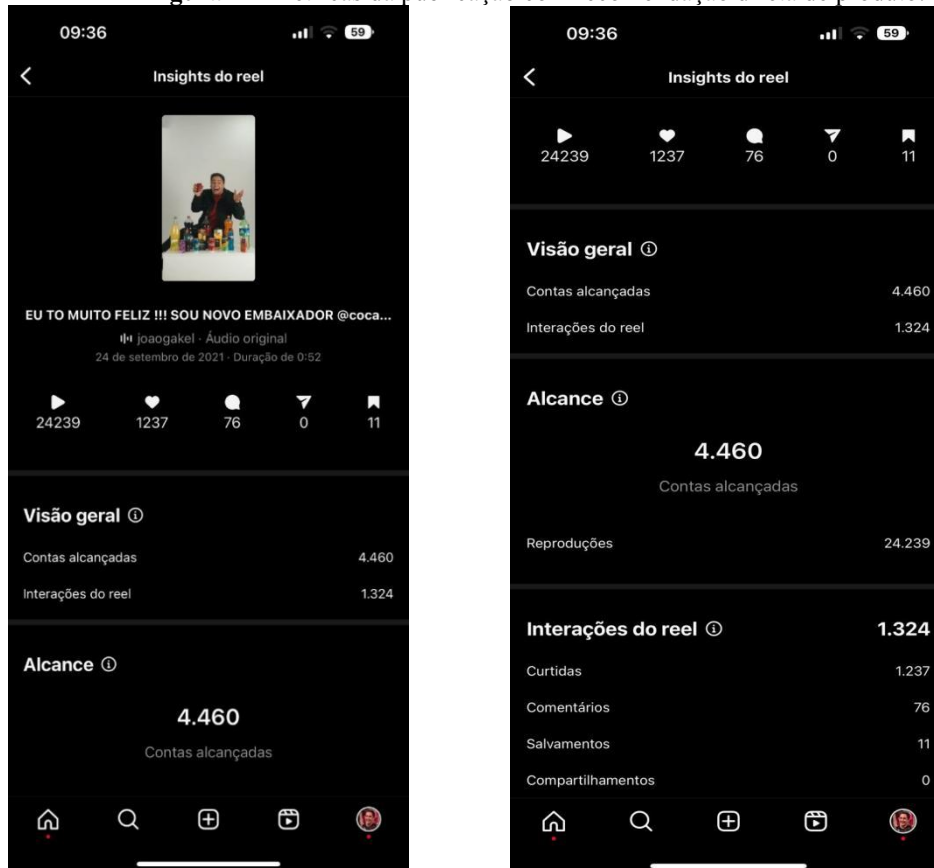 09:36
59
Insights do reel
EU TO MUITO FELIZ !!! SOU NOVO EMBAIXADOR @coca...
joaogakel · Áudio original
24 de setembro de 2021 · Duração de 0:52
24239 1237 76 0 11
Visão geral
Contas alcançadas 4.460
Interações do reel 1.324
Alcance
4.460
Contas alcançadas
09:36
59
Insights do reel
24239 1237 76 0 11
Visão geral
Contas alcançadas 4.460
Interações do reel 1.324
Alcance
4.460
Contas alcançadas
Reproduções 24.239
Interações do reel 1.324
Curtidas 1.237
Comentários 76
Salvamentos 11
Compartilhamentos 0